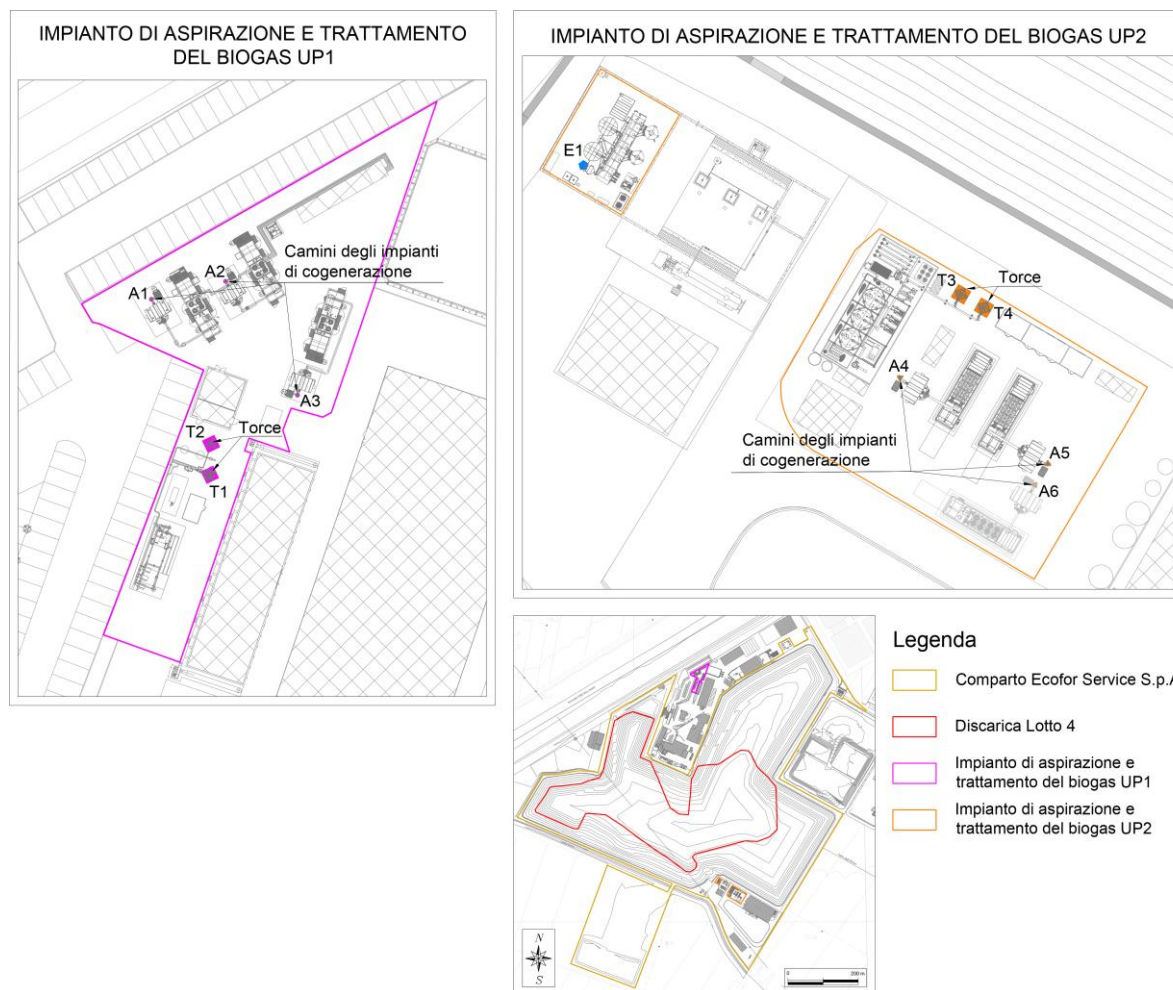 IMPIANTO DI ASPIRAZIONE E TRATTAMENTO
DEL BIOGAS UP1
Camini degli impianti
di cogenerazione
A1
A2
A3
T2
Torce
T1
IMPIANTO DI ASPIRAZIONE E TRATTAMENTO DEL BIOGAS UP2
E1
T3
Torce
T4
A4
Camini degli impianti
di cogenerazione
A5
A6
N
S
0
200 m
Legenda
Comparto Ecofor Service S.p.A
Discarica Lotto 4
Impianto di aspirazione e
trattamento del biogas UP1
Impianto di aspirazione e
trattamento del biogas UP2